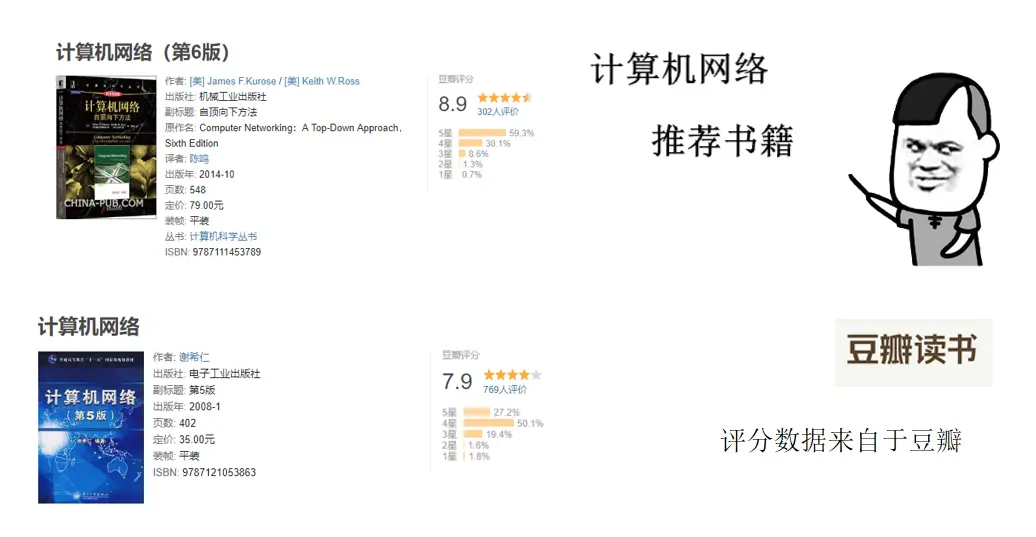 计算机网络（第6版）
计算机网络
自顶向下方法
CHINA-PUB.COM
作者: [美] James F.Kurose / [美] Keith W.Ross
出版社: 机械工业出版社
副标题: 自顶向下方法
原作名: Computer Networking：A Top-Down Approach，
Sixth Edition
译者: 陈鸣
出版年: 2014-10
页数: 548
定价: 79.00元
装帧: 平装
丛书: 计算机科学丛书
ISBN: 9787111453789
豆瓣评分
8.9
302人评价
5星 59.3%
4星 30.1%
3星 8.6%
2星 1.3%
1星 0.7%
计算机网络
推荐书籍
计算机网络
计算机网络
（第5版）
作者: 谢希仁
出版社: 电子工业出版社
副标题: 第5版
出版年: 2008-1
页数: 402
定价: 35.00元
装帧: 平装
ISBN: 9787121053863
豆瓣评分
7.9
769人评价
5星 27.2%
4星 50.1%
3星 19.4%
2星 1.6%
1星 1.8%
豆瓣读书
评分数据来自于豆瓣